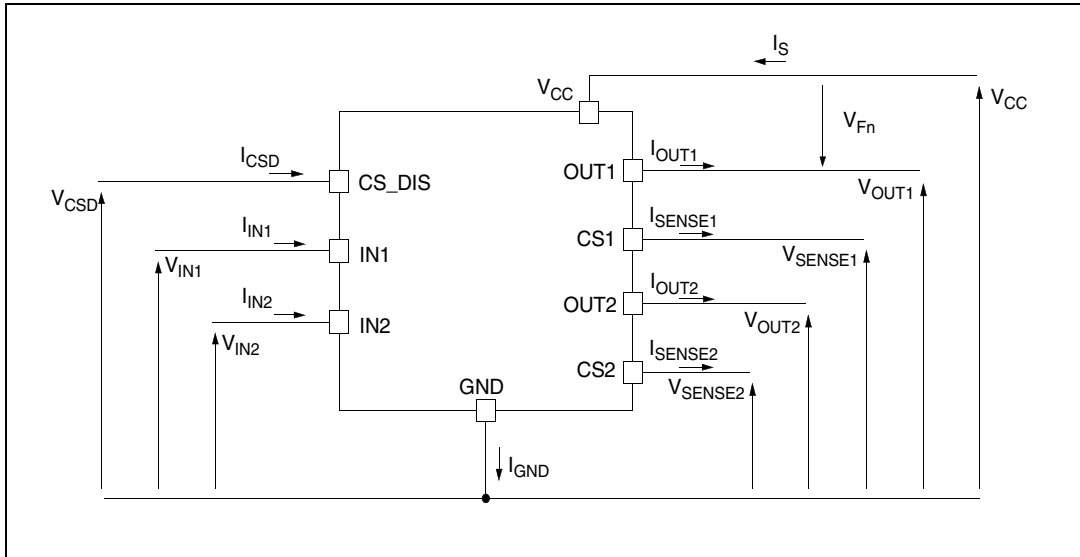 I_S
V_CC
V_CC
V_Fn
I_CSD
I_OUT1
V_CSD
CS_DIS
OUT1
V_OUT1
I_IN1
I_SENSE1
V_IN1
IN1
CS1
V_SENSE1
I_IN2
I_OUT2
V_IN2
IN2
OUT2
V_OUT2
I_SENSE2
GND
CS2
V_SENSE2
I_GND